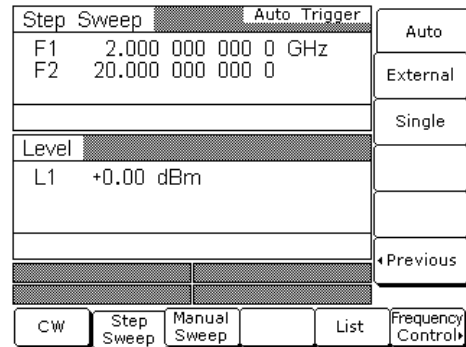 Step Sweep Auto Trigger
F1 2.000 000 000 0 GHz
F2 20.000 000 000 0
Level
L1 +0.00 dBm
Auto
External
Single
Previous
CW
Step
Sweep
Manual
Sweep
List
Frequency
Control